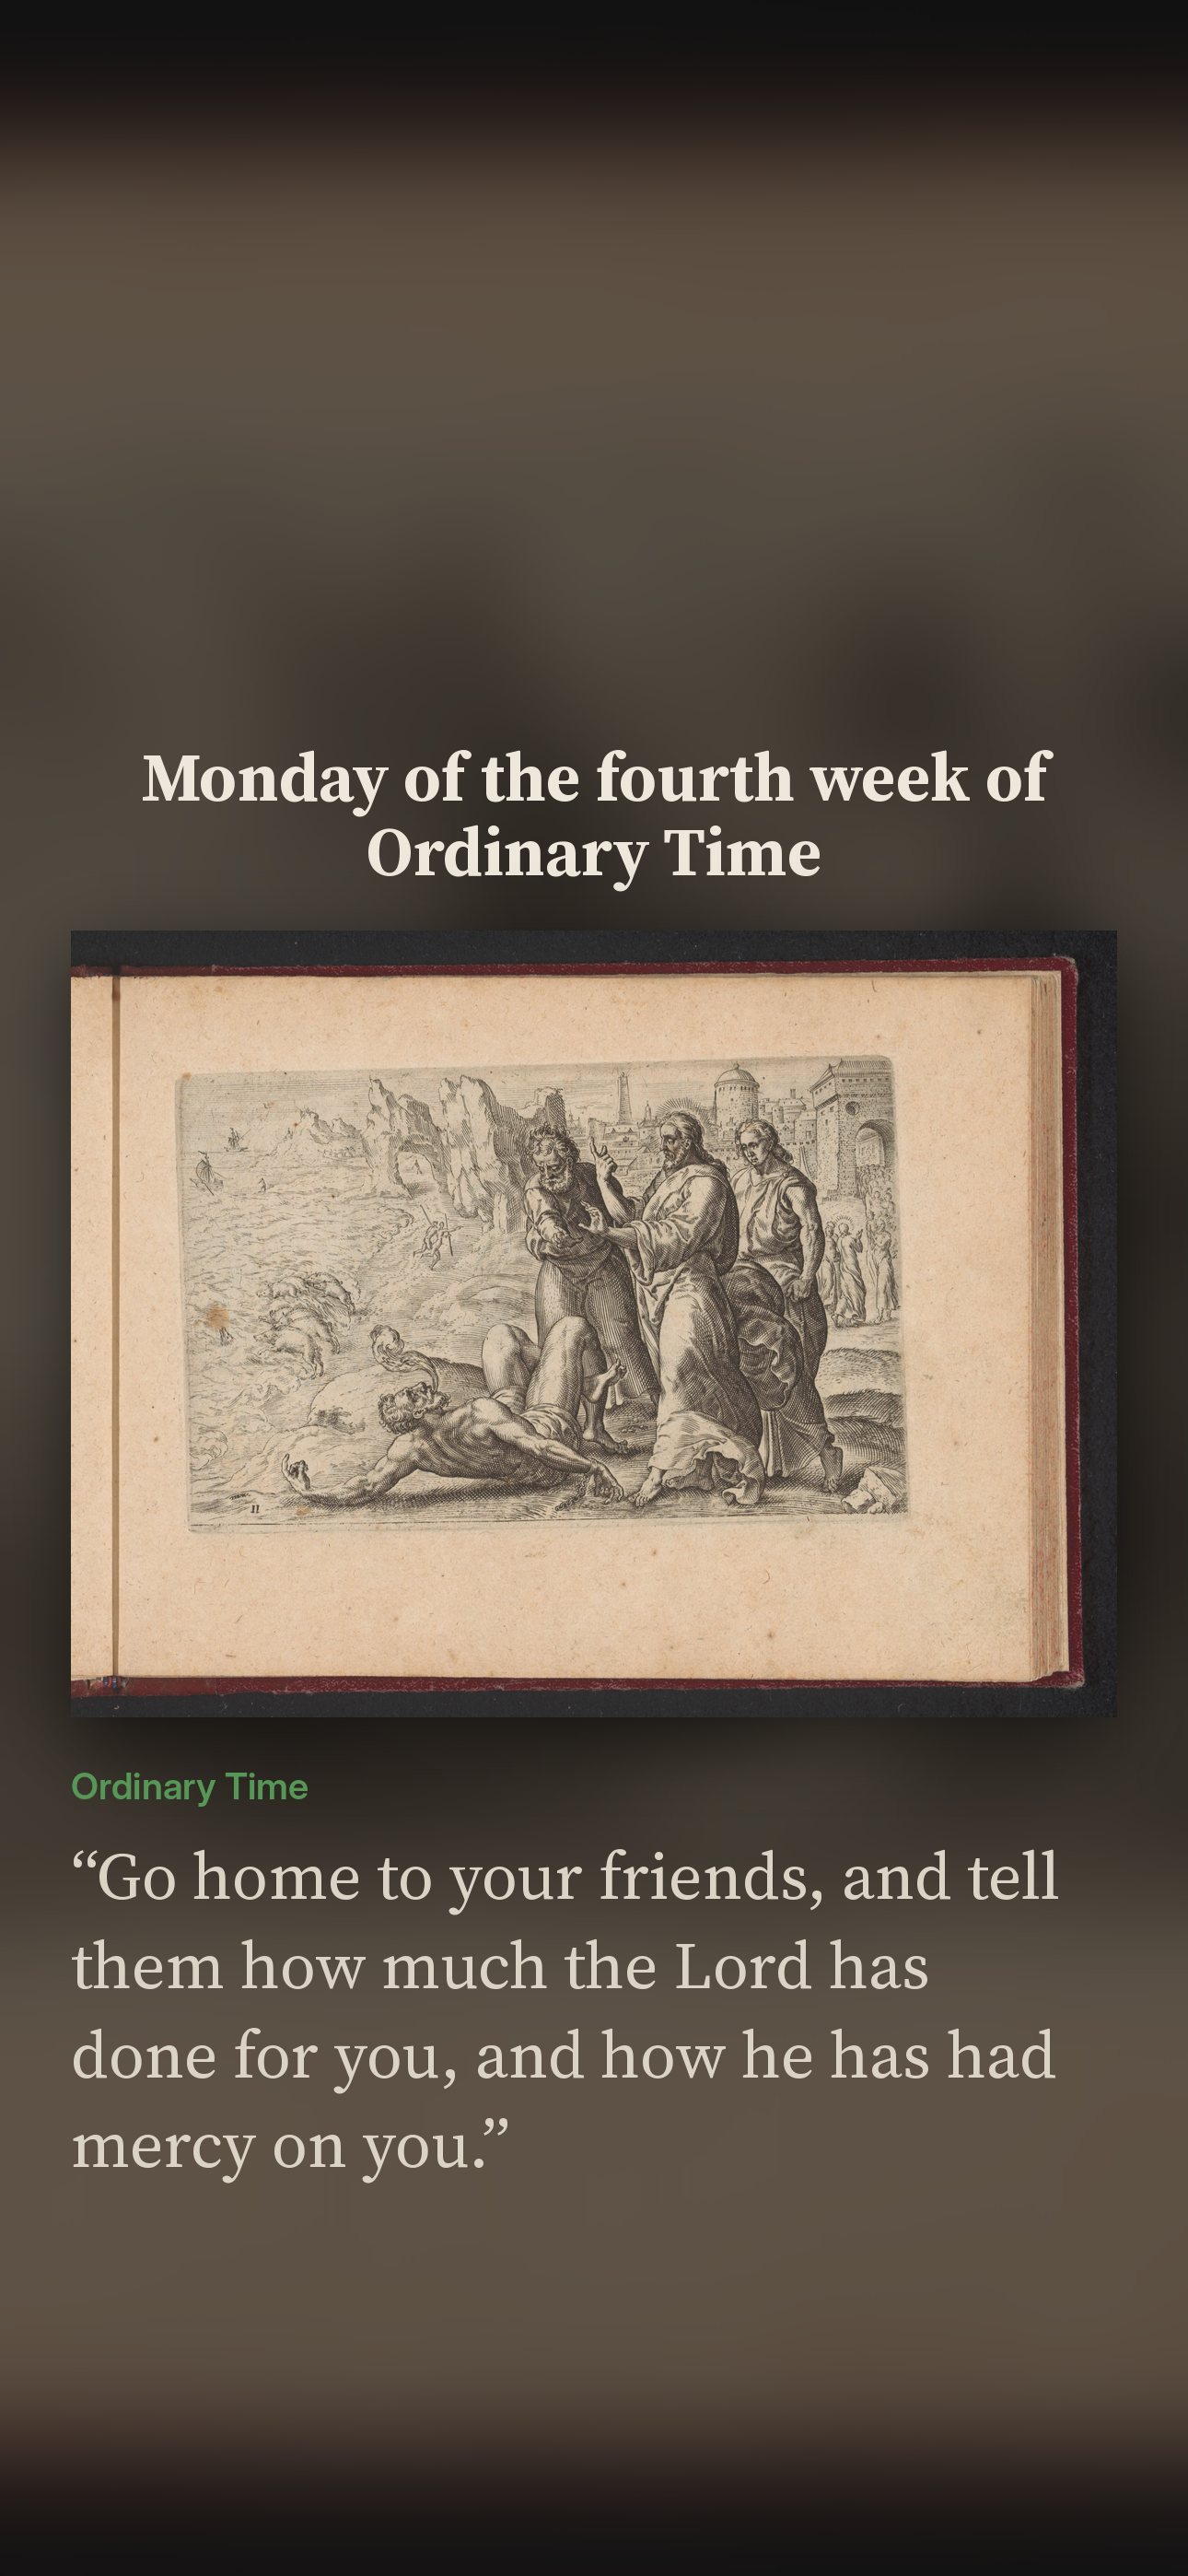 Monday of the fourth week of
Ordinary Time
11
Ordinary Time
“Go home to your friends, and tell
them how much the Lord has
done for you, and how he has had
mercy on you.”